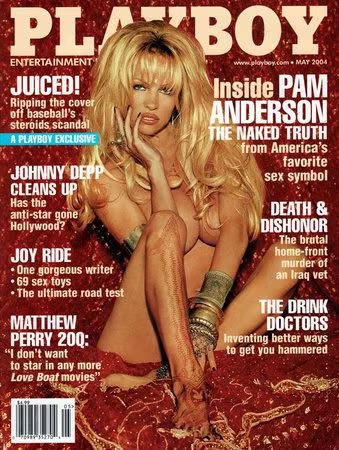 PLAYBOY
ENTERTAINMENT
www.playboy.com • MAY 2004
JUICED!
Ripping the cover
off baseball's
steroids scandal
A PLAYBOY EXCLUSIVE
JOHNNY DEPP
CLEANS UP
Has the
anti-star gone
Hollywood?
JOY RIDE
• One gorgeous writer
• 69 sex toys
• The ultimate road test
MATTHEW
PERRY 20Q:
"I don't want
to star in any more
Love Boat movies"
Inside PAM
ANDERSON
THE NAKED TRUTH
from America's
favorite
sex symbol
DEATH &
DISHONOR
The brutal
home-front
murder of
an Iraq vet
THE DRINK
DOCTORS
Inventing better ways
to get you hammered
$4.99
05